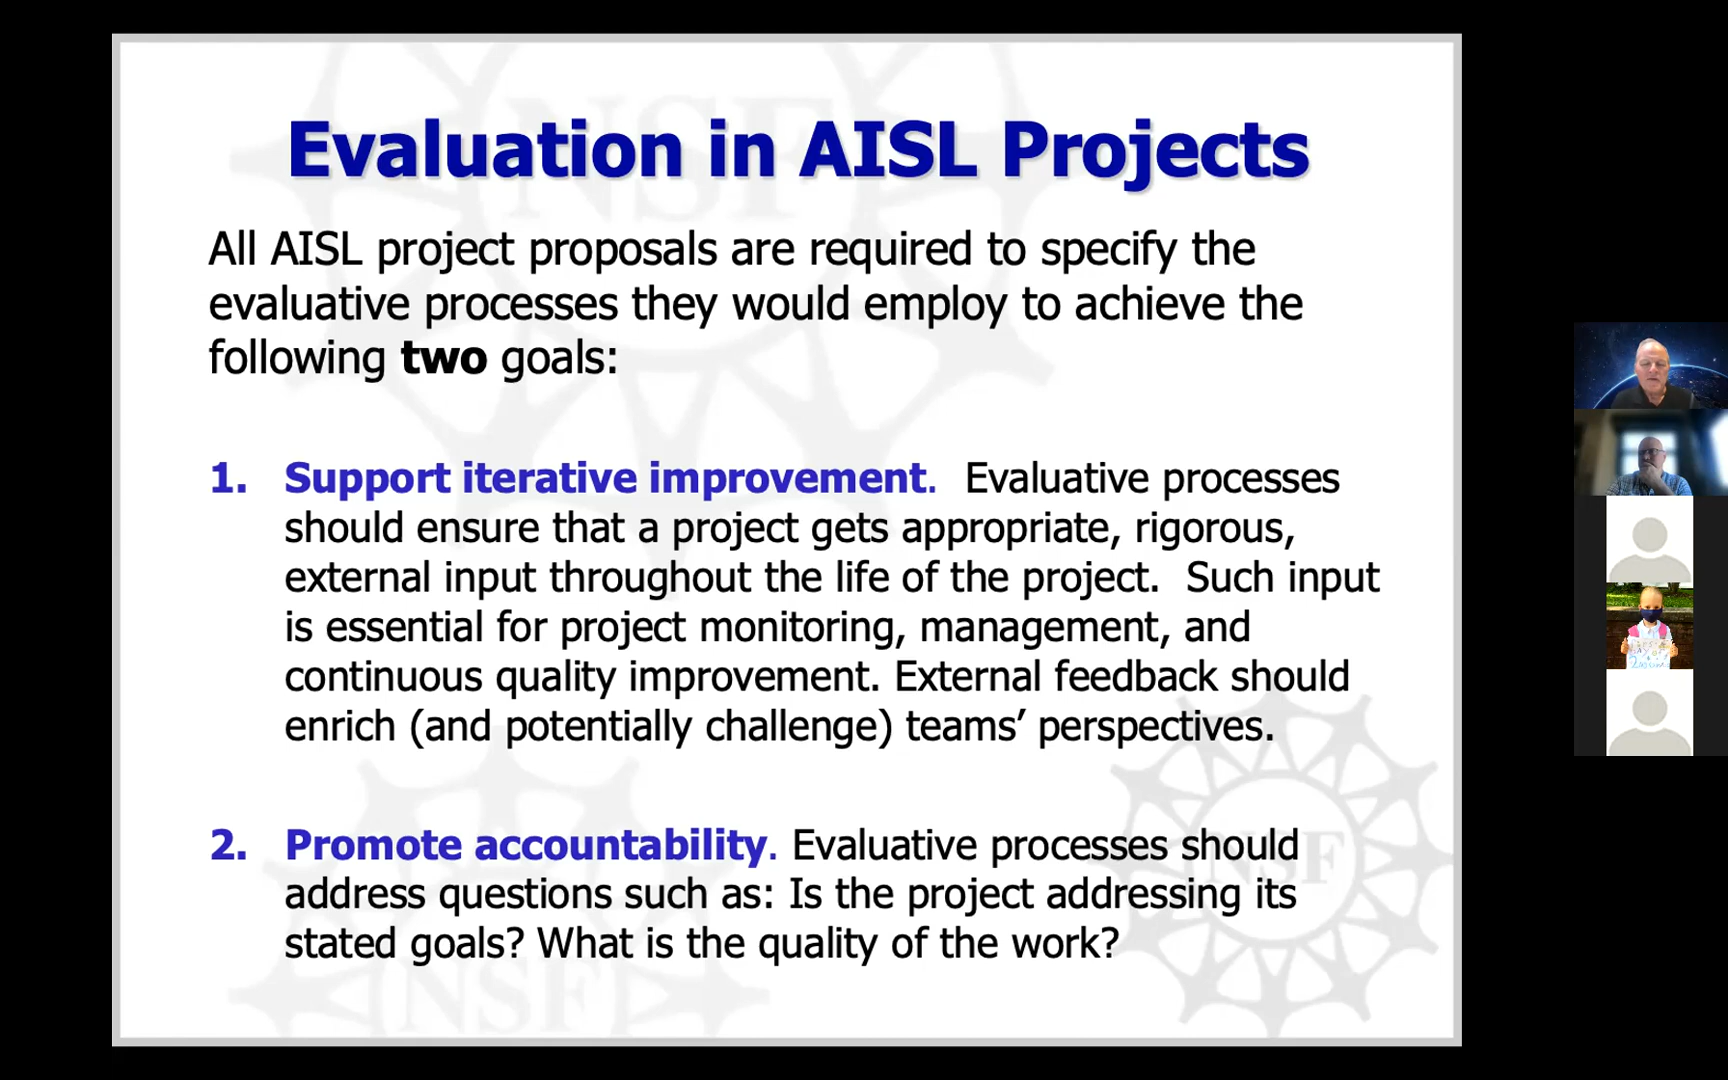 Evaluation in AISL Projects
All AISL project proposals are required to specify the
evaluative processes they would employ to achieve the
following two goals:
1. Support iterative improvement.  Evaluative processes
should ensure that a project gets appropriate, rigorous,
external input throughout the life of the project.  Such input
is essential for project monitoring, management, and
continuous quality improvement. External feedback should
enrich (and potentially challenge) teams’ perspectives.
2. Promote accountability. Evaluative processes should
address questions such as: Is the project addressing its
stated goals? What is the quality of the work?
NSF
NSF
NSF